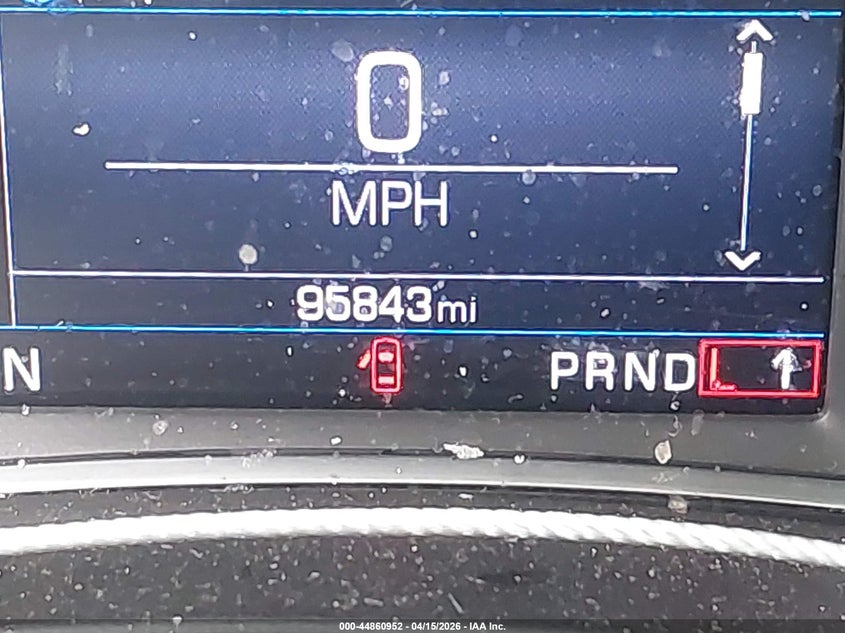 0
MPH
95843mi
N
PRNDL
000-44860952 - 04/15/2026 - IAA Inc.